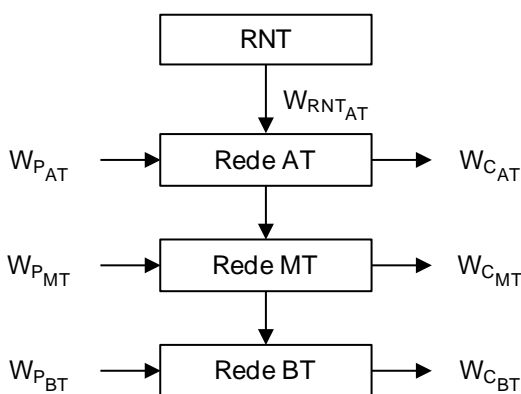 RNT
W_RNT_AT
W_P_AT Rede AT W_C_AT
W_P_MT Rede MT W_C_MT
W_P_BT Rede BT W_C_BT